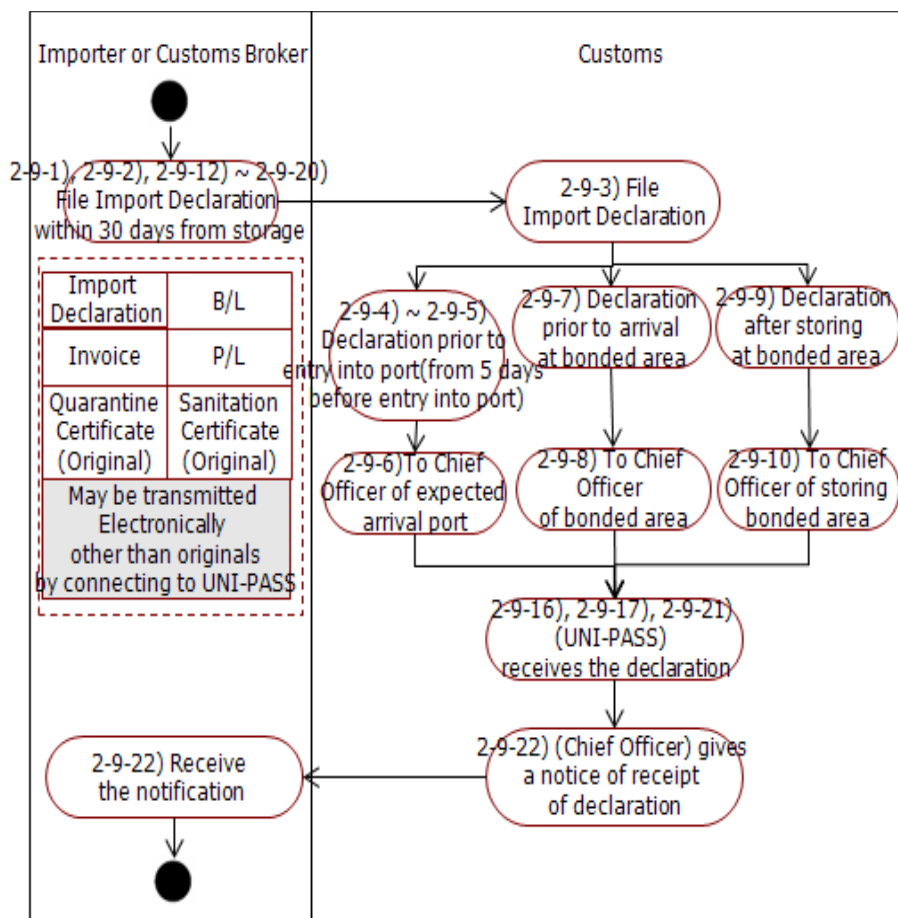 Importer or Customs Broker
Customs
2-9-1), 2-9-2), 2-9-12) ~ 2-9-20)
File Import Declaration
within 30 days from storage
2-9-3) File
Import Declaration
Import
Declaration
B/L
Invoice
P/L
Quarantine
Certificate
(Original)
Sanitation
Certificate
(Original)
May be transmitted
Electronically
other than originals
by connecting to UNI-PASS
2-9-4) ~ 2-9-5)
Declaration prior to
entry into port(from 5 days
before entry into port)
2-9-7) Declaration
prior to arrival
at bonded area
2-9-9) Declaration
after storing
at bonded area
2-9-6)To Chief
Officer of expected
arrival port
2-9-8) To Chief
Officer
of bonded area
2-9-10) To Chief
Officer of storing
bonded area
2-9-16), 2-9-17), 2-9-21)
(UNI-PASS)
receives the declaration
2-9-22) (Chief Officer) gives
a notice of receipt
of declaration
2-9-22) Receive
the notification